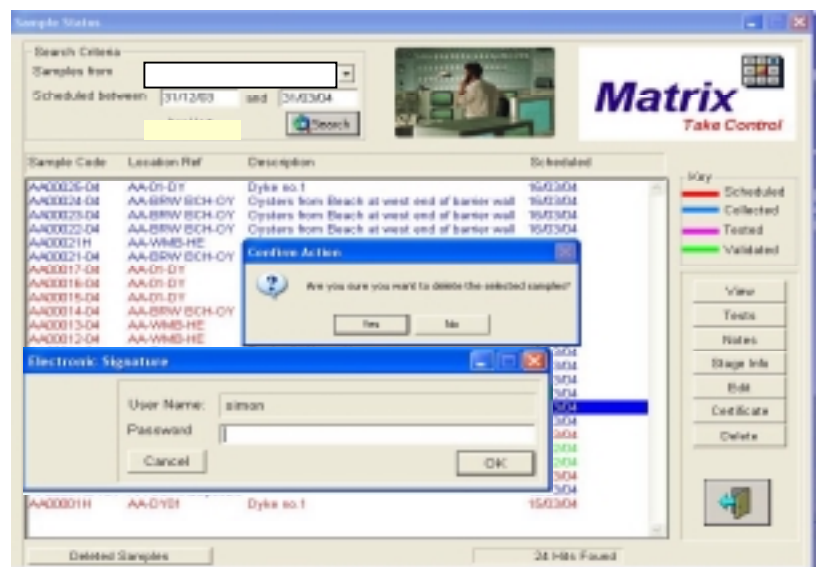 Sample Status
Search Criteria
Samples from
Scheduled between 31/12/03 and 31/03/04
Search
Matrix
Take Control
Sample Code Location Ref Description Scheduled
AA00025-04 AA-01-DY Dyke no.1 16/03/04
AA00024-04 AA-BRW BCH-OY Oysters from Beach at west end of barrier wall 16/03/04
AA00023-04 AA-BRW BCH-OY Oysters from Beach at west end of barrier wall 16/03/04
AA00022-04 AA-BRW BCH-OY Oysters from Beach at west end of barrier wall 16/03/04
AA00021H AA-WMB-HE
AA00021-04 AA-BRW BCH-OY
AA00017-04 AA-01-DY
AA00016-04 AA-01-DY
AA00015-04 AA-01-DY
AA00014-04 AA-BRW BCH-OY
AA00013-04 AA-WMB-HE
AA00012-04 AA-WMB-HE
Confirm Action
Are you sure you want to delete the selected samples?
Yes No
Electronic Signature
User Name: simon
Password
Cancel OK
AA00001H AA-DY01 Dyke no.1 15/03/04
Key
Scheduled
Collected
Tested
Validated
View
Tests
Notes
Stage Info
Edit
Certificate
Delete
Deleted Samples 24 Hits Found